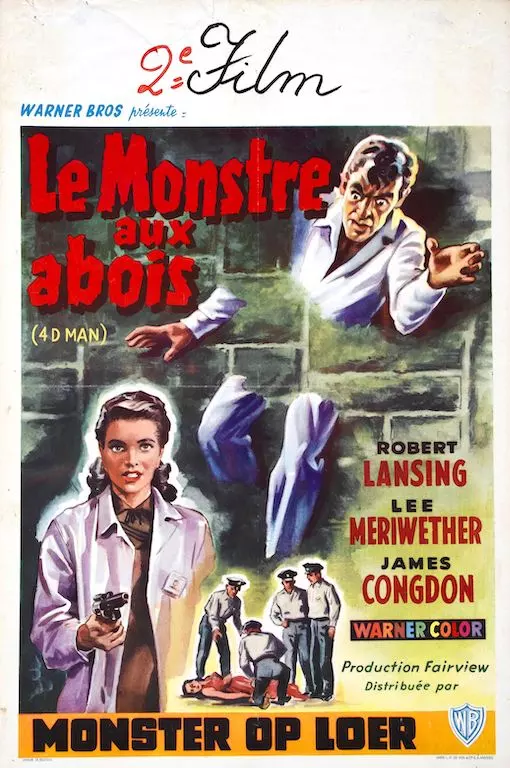 2=e Film
WARNER BROS présente :
Le Monstre
aux
abois
(4 D MAN)
ROBERT
LANSING
LEE
MERIWETHER
JAMES
CONGDON
WARNER COLOR
Production Fairview
Distribuée par
WB
MONSTER OP LOER